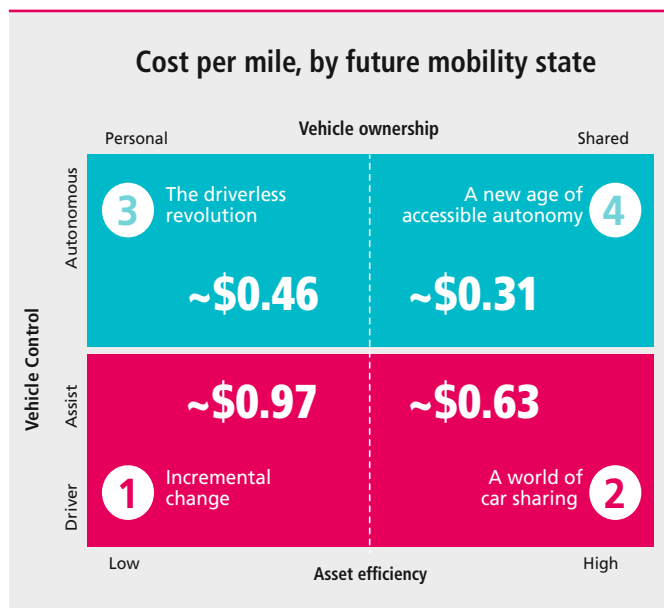 Cost per mile, by future mobility state
Vehicle ownership
Personal
Shared
Vehicle Control
Autonomous
3
The driverless
revolution
A new age of
accessible autonomy
4
~$0.46
~$0.31
Assist
~$0.97
~$0.63
Driver
1
Incremental
change
A world of
car sharing
2
Low
Asset efficiency
High